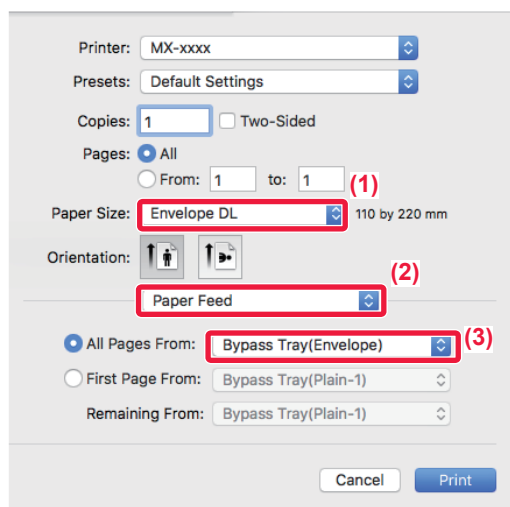 Printer: MX-xxxx
Presets: Default Settings
Copies: 1 Two-Sided
Pages: All
From: 1 to: 1
(1)
Paper Size: Envelope DL 110 by 220 mm
Orientation:
(2)
Paper Feed
All Pages From: Bypass Tray(Envelope) (3)
First Page From: Bypass Tray(Plain-1)
Remaining From: Bypass Tray(Plain-1)
Cancel Print